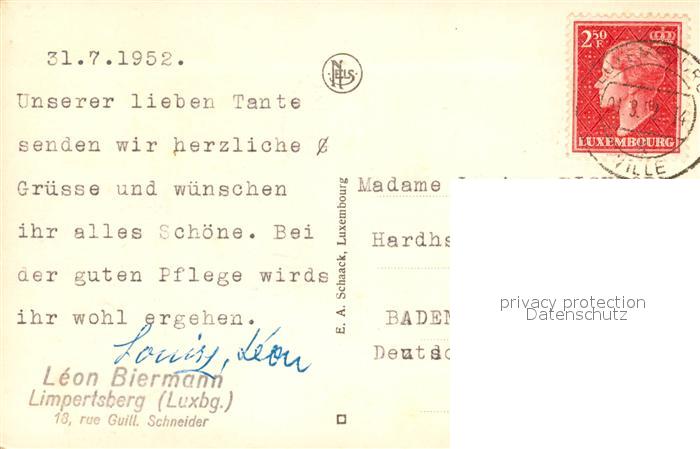 31.7.1952.
Unserer lieben Tante
senden wir herzliche
Grüsse und wünschen
ihr alles Schöne. Bei
der guten Pflege wirds
ihr wohl ergehen.
Léon
Léon Biermann
Limpertsberg (Luxbg.)
18, rue Guill. Schneider
NELS
E. A. Schaack, Luxembourg
2.50
F.
LUXEMBOURG
VILLE
Madame
Hardhs
BADEN
Deutsc
privacy protection
Datenschutz